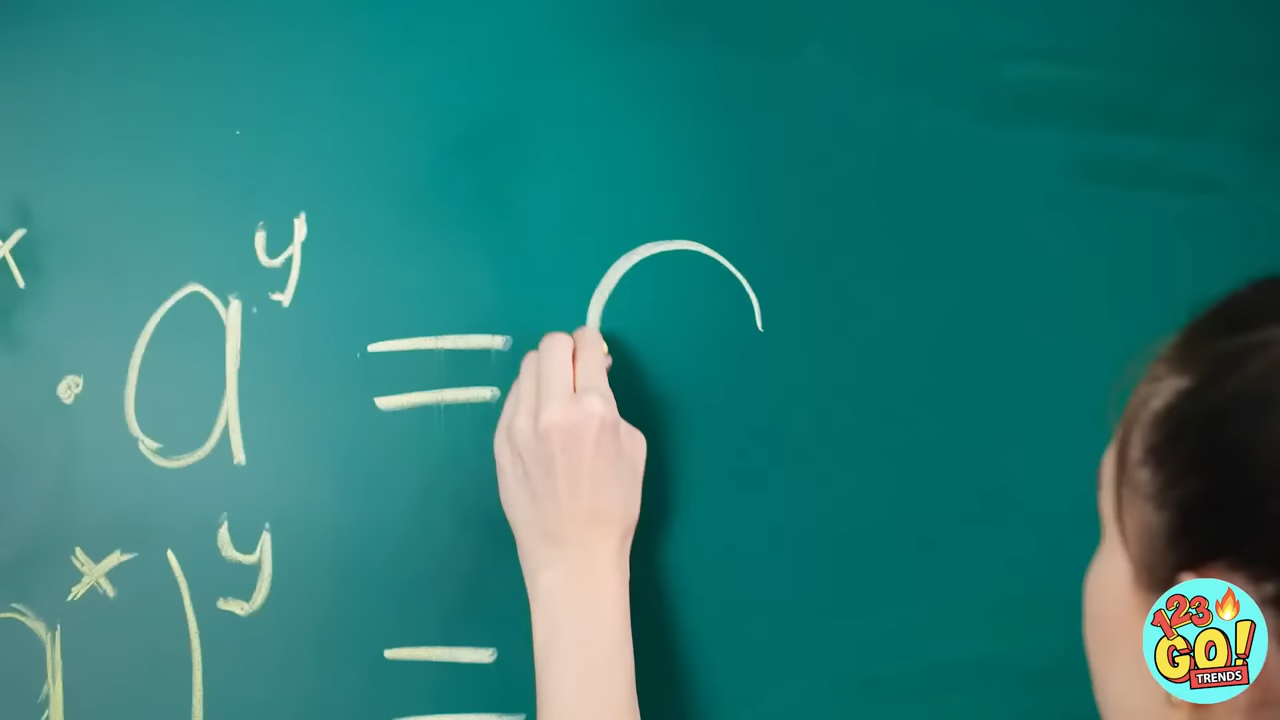 x · a y =
a x ) y =
123 GO! TRENDS